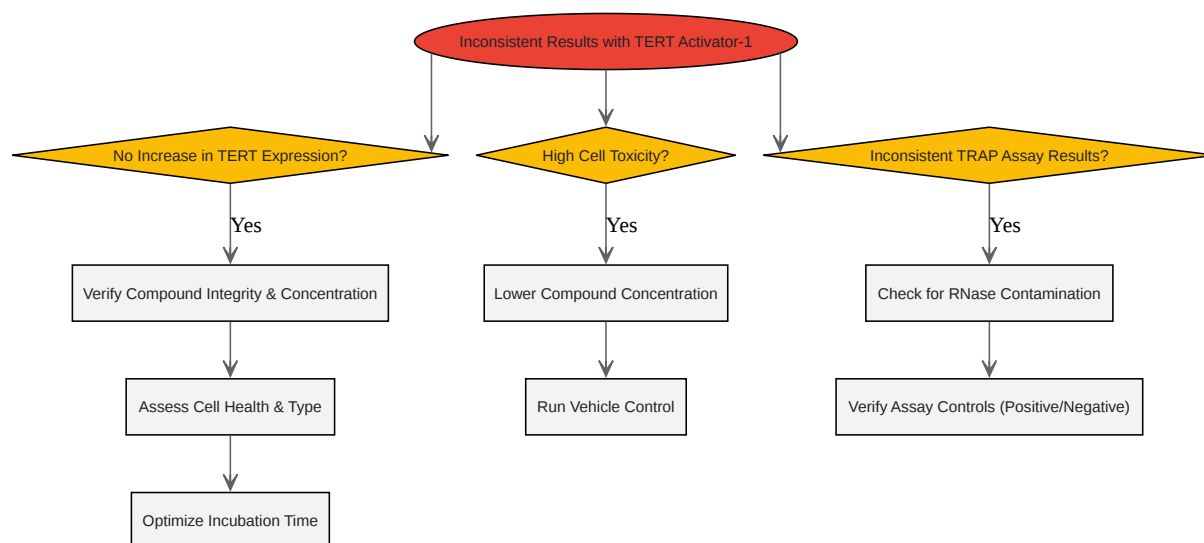 Inconsistent Results with TERT Activator-1
No Increase in TERT Expression?
High Cell Toxicity?
Inconsistent TRAP Assay Results?
Yes
Yes
Yes
Verify Compound Integrity & Concentration
Lower Compound Concentration
Check for RNase Contamination
Assess Cell Health & Type
Run Vehicle Control
Verify Assay Controls (Positive/Negative)
Optimize Incubation Time